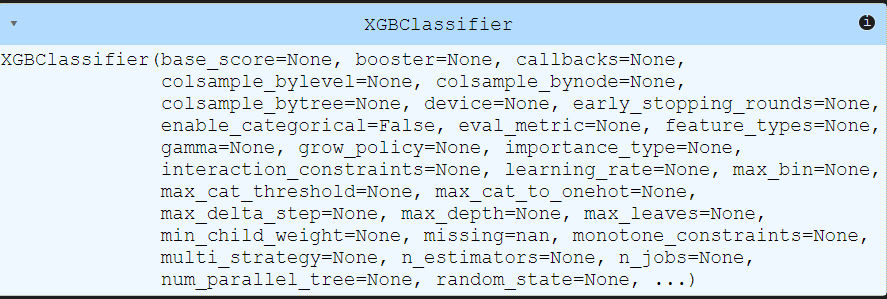 XGBClassifier
i
XGBClassifier(base_score=None, booster=None, callbacks=None,
colsample_bylevel=None, colsample_bynode=None,
colsample_bytree=None, device=None, early_stopping_rounds=None,
enable_categorical=False, eval_metric=None, feature_types=None,
gamma=None, grow_policy=None, importance_type=None,
interaction_constraints=None, learning_rate=None, max_bin=None,
max_cat_threshold=None, max_cat_to_onehot=None,
max_delta_step=None, max_depth=None, max_leaves=None,
min_child_weight=None, missing=nan, monotone_constraints=None,
multi_strategy=None, n_estimators=None, n_jobs=None,
num_parallel_tree=None, random_state=None, ...)